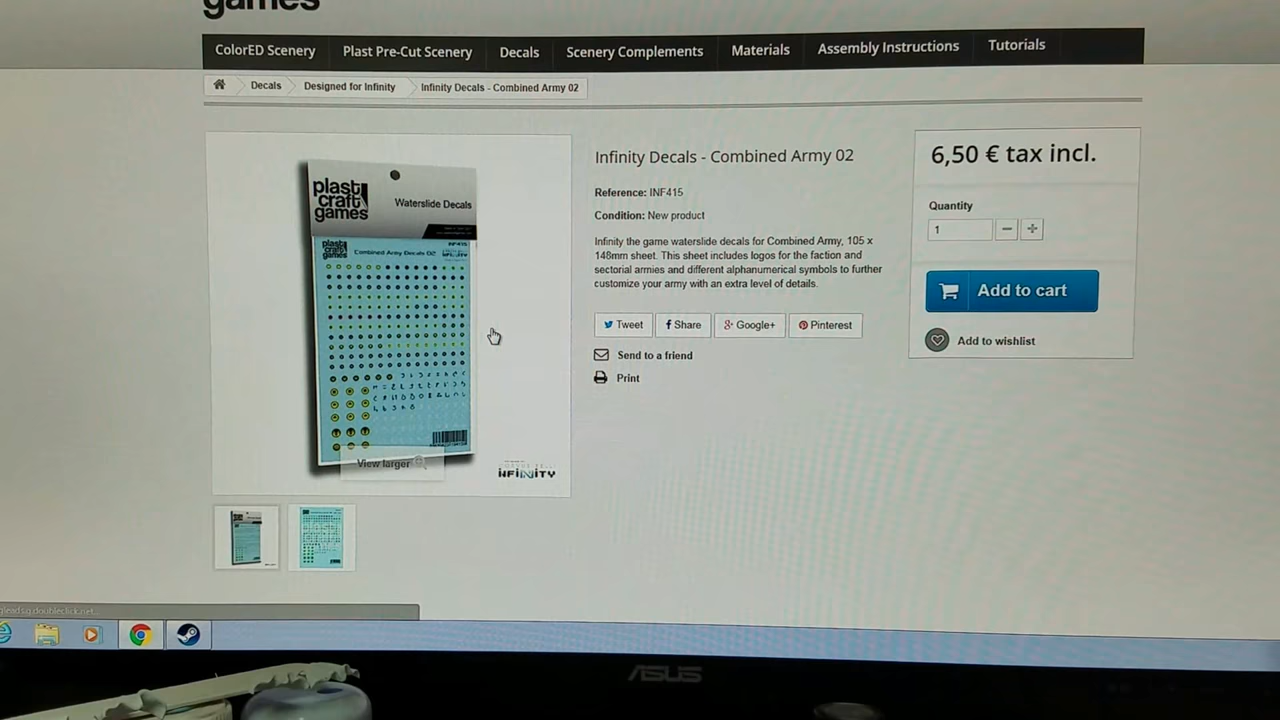 games
ColorED Scenery
Plast Pre-Cut Scenery
Decals
Scenery Complements
Materials
Assembly Instructions
Tutorials
Decals
Designed for Infinity
Infinity Decals - Combined Army 02
plast
craft
games
Waterslide Decals
plast
craft
games
Combined Army Decals 02
INF415
View larger
INFINITY
Infinity Decals - Combined Army 02
Reference: INF415
Condition: New product
Infinity the game waterslide decals for Combined Army, 105 x
148mm sheet. This sheet includes logos for the faction and
sectorial armies and different alphanumerical symbols to further
customize your army with an extra level of details.
Tweet
Share
Google+
Pinterest
Send to a friend
Print
6,50 € tax incl.
Quantity
1
Add to cart
Add to wishlist
ASUS